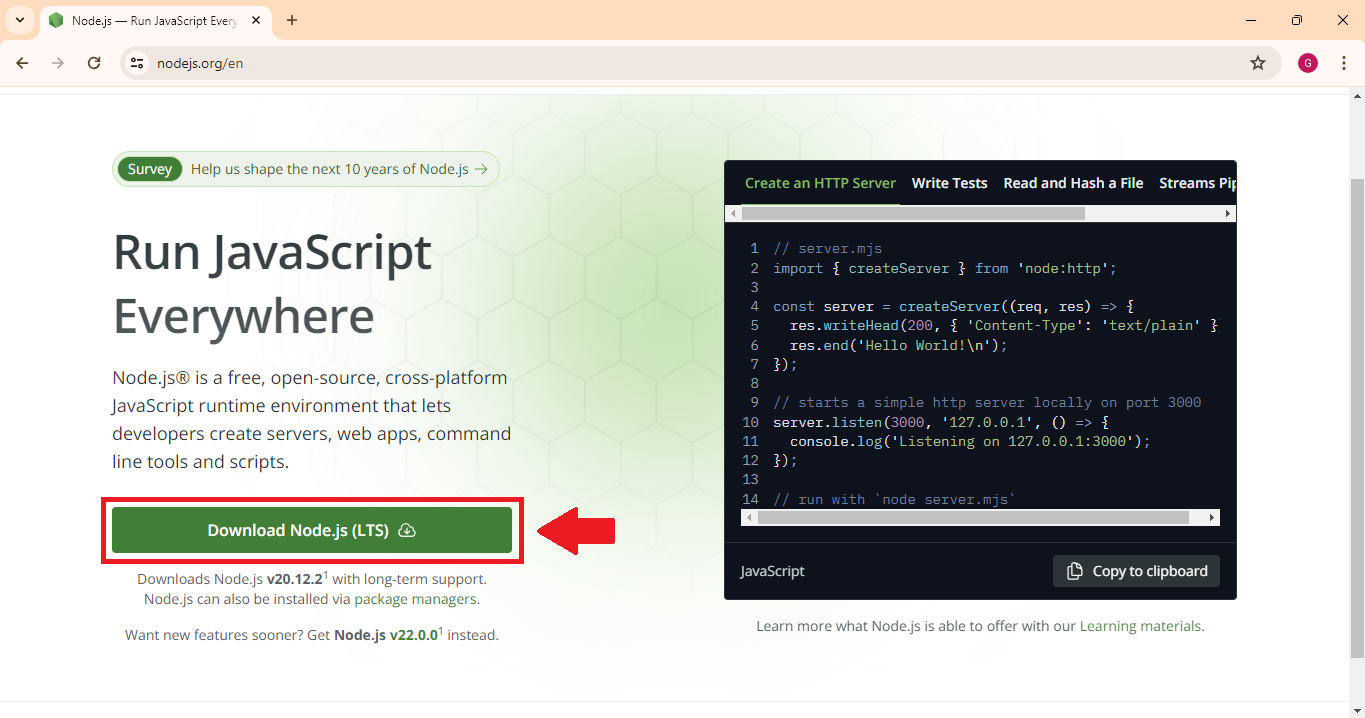 Node.js — Run JavaScript Every
nodejs.org/en
G
Survey Help us shape the next 10 years of Node.js →
Run JavaScript
Everywhere
Node.js® is a free, open-source, cross-platform
JavaScript runtime environment that lets
developers create servers, web apps, command
line tools and scripts.
Download Node.js (LTS)
Downloads Node.js v20.12.2¹ with long-term support.
Node.js can also be installed via package managers.
Want new features sooner? Get Node.js v22.0.0¹ instead.
Create an HTTP Server Write Tests Read and Hash a File Streams Pip
1 // server.mjs
2 import { createServer } from 'node:http';
3
4 const server = createServer((req, res) => {
5   res.writeHead(200, { 'Content-Type': 'text/plain' }
6   res.end('Hello World!\n');
7 });
8
9 // starts a simple http server locally on port 3000
10 server.listen(3000, '127.0.0.1', () => {
11   console.log('Listening on 127.0.0.1:3000');
12 });
13
14 // run with `node server.mjs`
JavaScript Copy to clipboard
Learn more what Node.js is able to offer with our Learning materials.